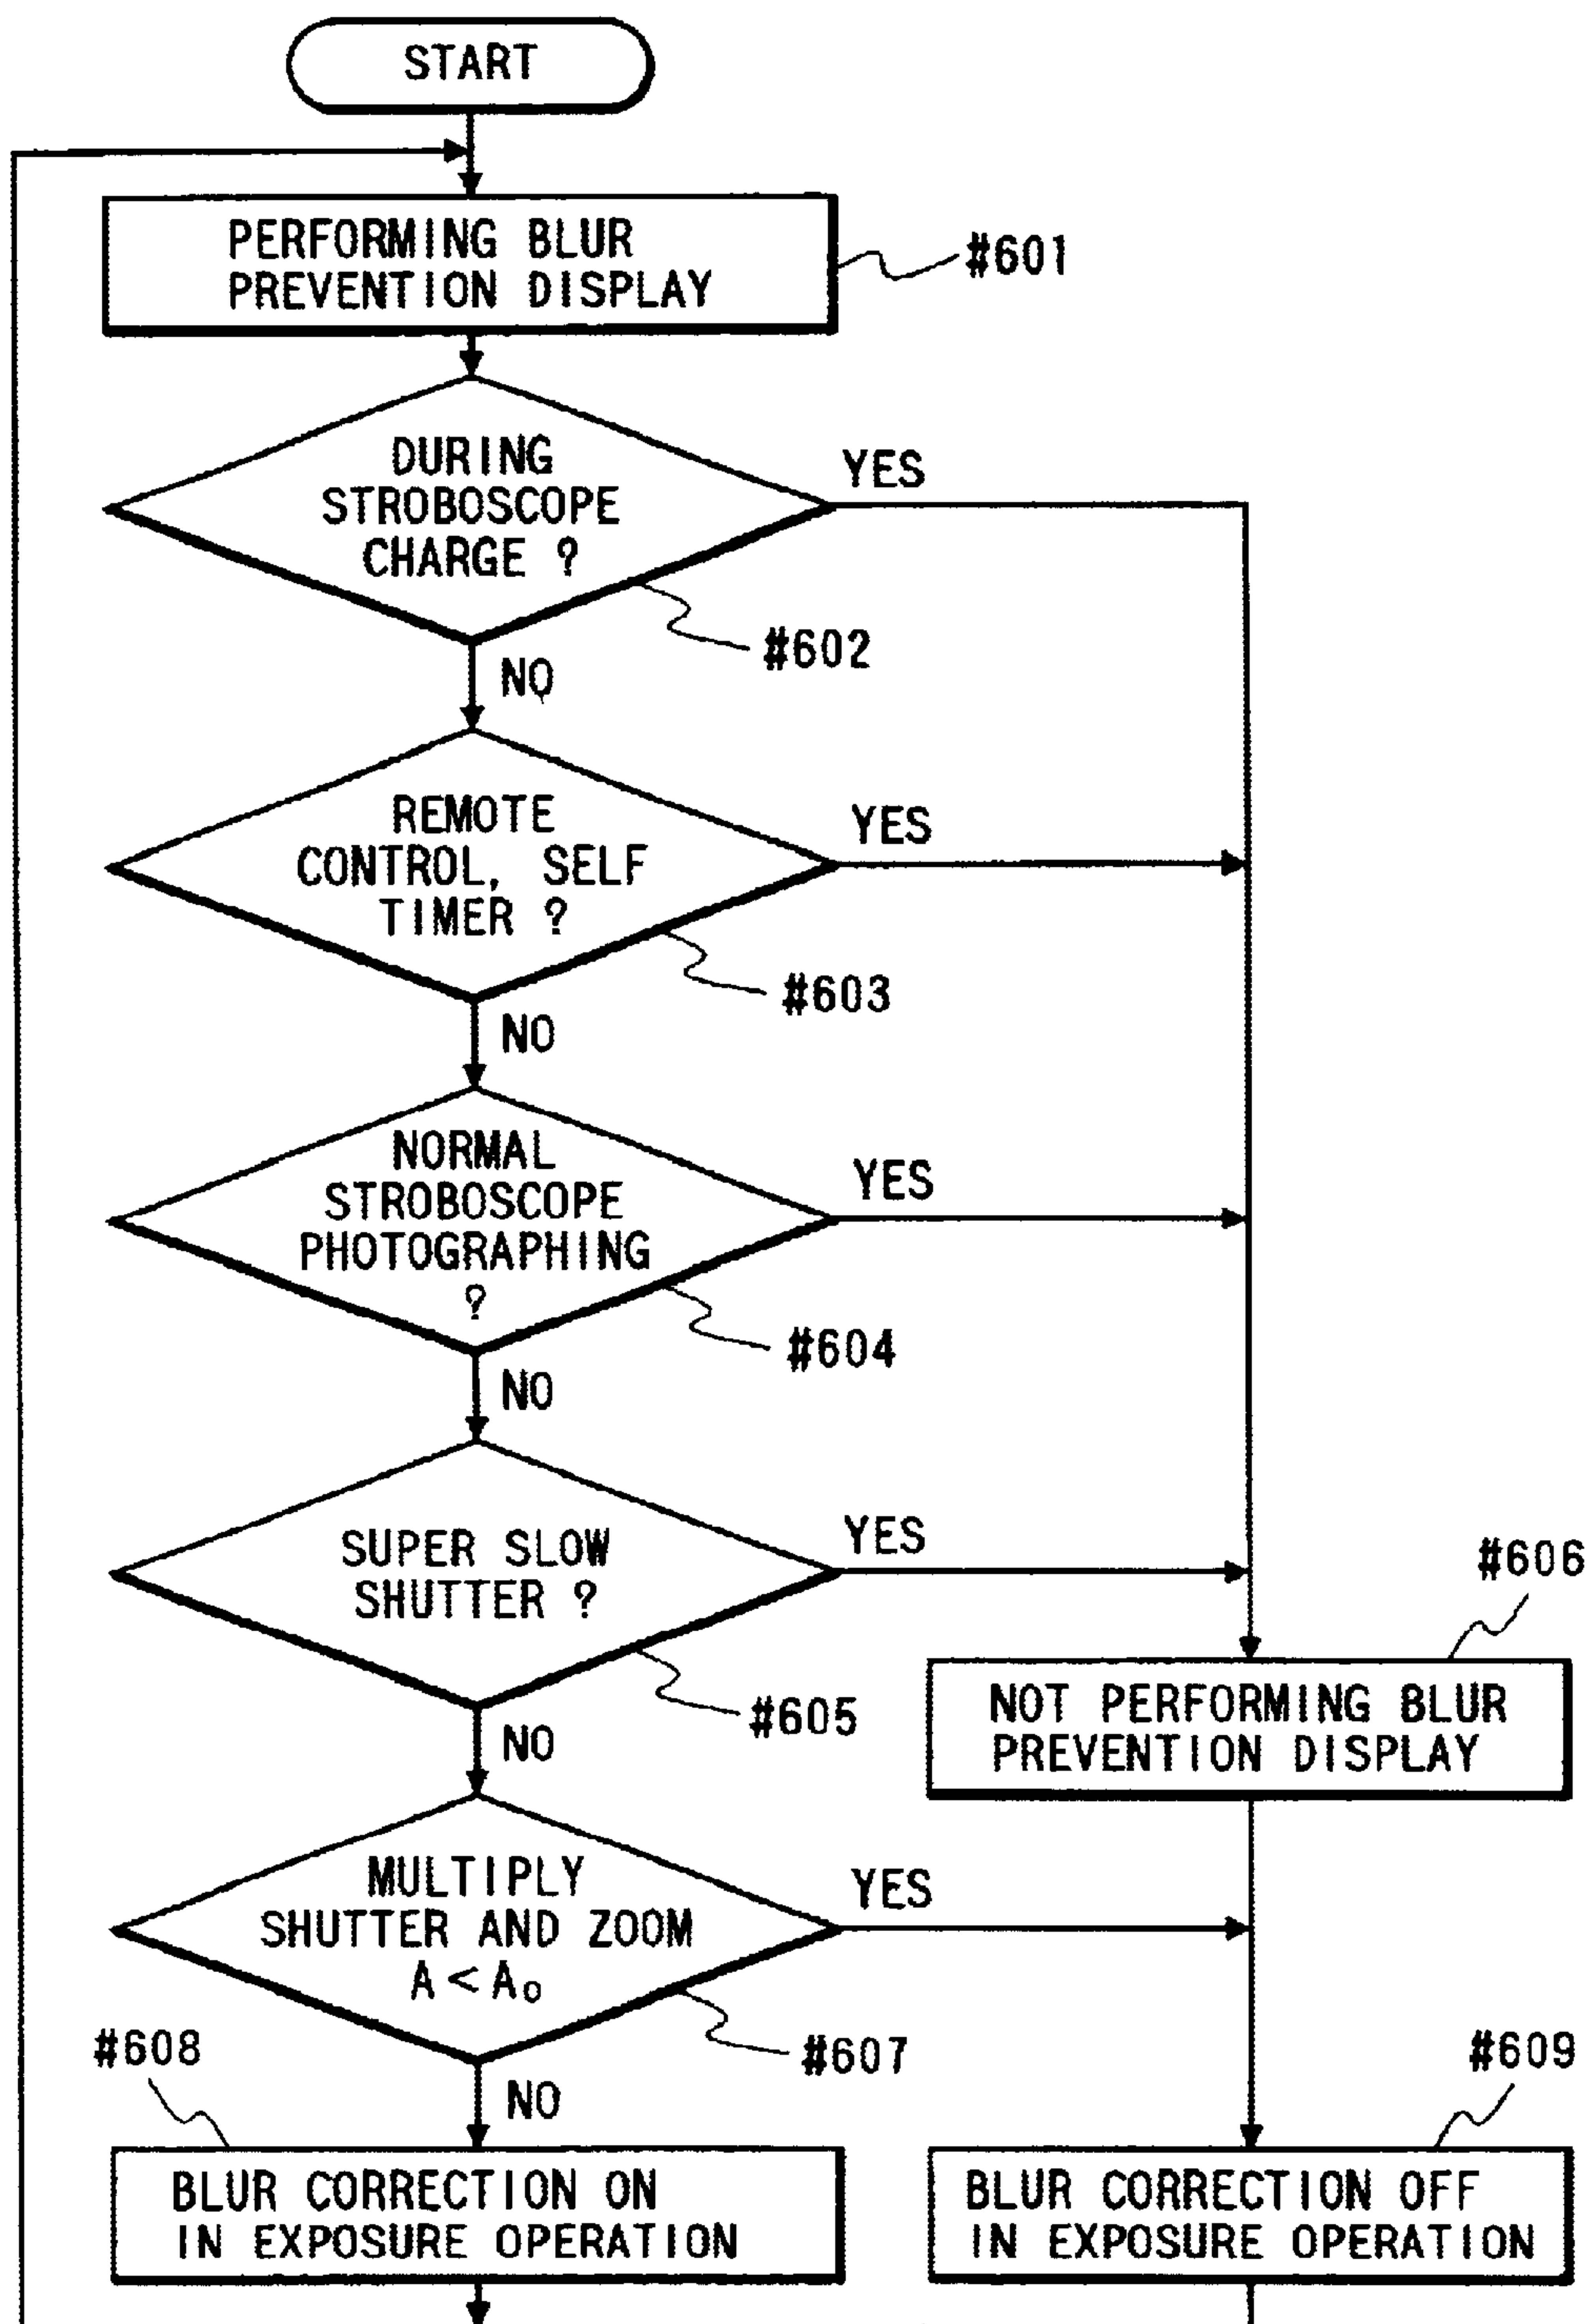 START
PERFORMING BLUR
PREVENTION DISPLAY
#601
DURING
STROBOSCOPE
CHARGE ?
YES
#602
NO
REMOTE
CONTROL, SELF
TIMER ?
YES
#603
NO
NORMAL
STROBOSCOPE
PHOTOGRAPHING
?
YES
#604
NO
SUPER SLOW
SHUTTER ?
YES
#605
NO
#606
NOT PERFORMING BLUR
PREVENTION DISPLAY
MULTIPLY
SHUTTER AND ZOOM
A < A₀
YES
#607
NO
#608
BLUR CORRECTION ON
IN EXPOSURE OPERATION
#609
BLUR CORRECTION OFF
IN EXPOSURE OPERATION